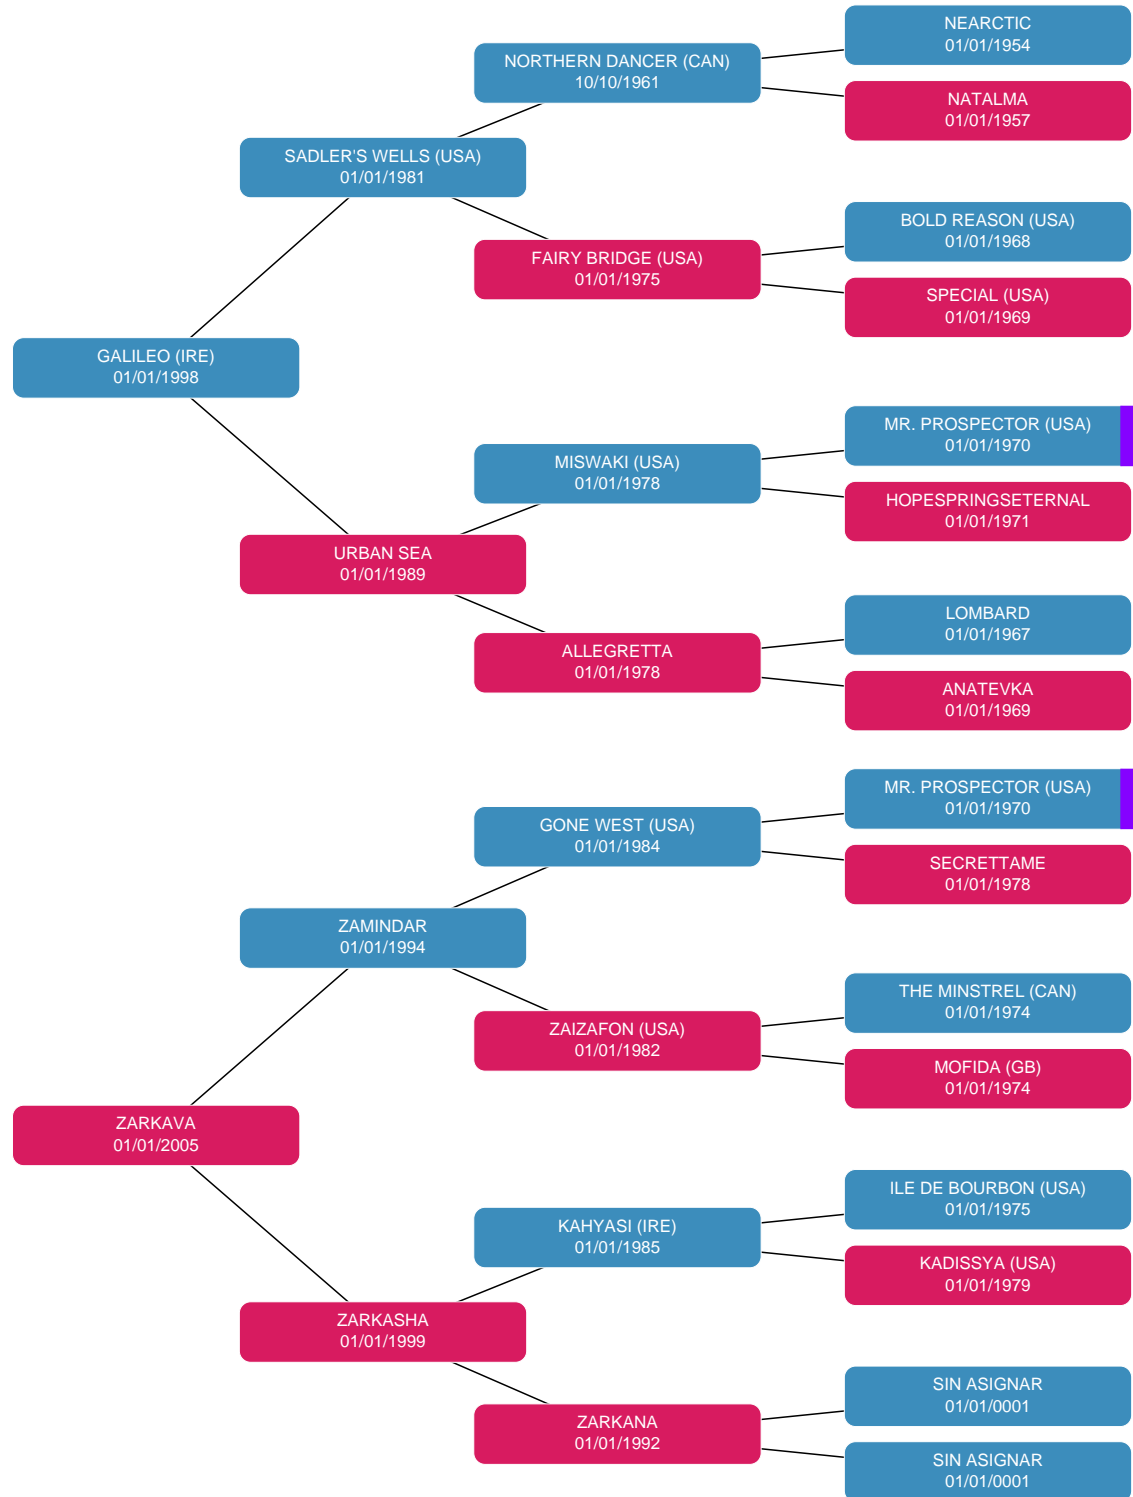 NEARCTIC
01/01/1954
NORTHERN DANCER (CAN)
10/10/1961
NATALMA
01/01/1957
SADLER'S WELLS (USA)
01/01/1981
BOLD REASON (USA)
01/01/1968
FAIRY BRIDGE (USA)
01/01/1975
SPECIAL (USA)
01/01/1969
GALILEO (IRE)
01/01/1998
MR. PROSPECTOR (USA)
01/01/1970
MISWAKI (USA)
01/01/1978
HOPESPRINGSETERNAL
01/01/1971
URBAN SEA
01/01/1989
LOMBARD
01/01/1967
ALLEGRETTA
01/01/1978
ANATEVKA
01/01/1969
MR. PROSPECTOR (USA)
01/01/1970
GONE WEST (USA)
01/01/1984
SECRETTAME
01/01/1978
ZAMINDAR
01/01/1994
THE MINSTREL (CAN)
01/01/1974
ZAIZAFON (USA)
01/01/1982
MOFIDA (GB)
01/01/1974
ZARKAVA
01/01/2005
ILE DE BOURBON (USA)
01/01/1975
KAHYASI (IRE)
01/01/1985
KADISSYA (USA)
01/01/1979
ZARKASHA
01/01/1999
SIN ASIGNAR
01/01/0001
ZARKANA
01/01/1992
SIN ASIGNAR
01/01/0001